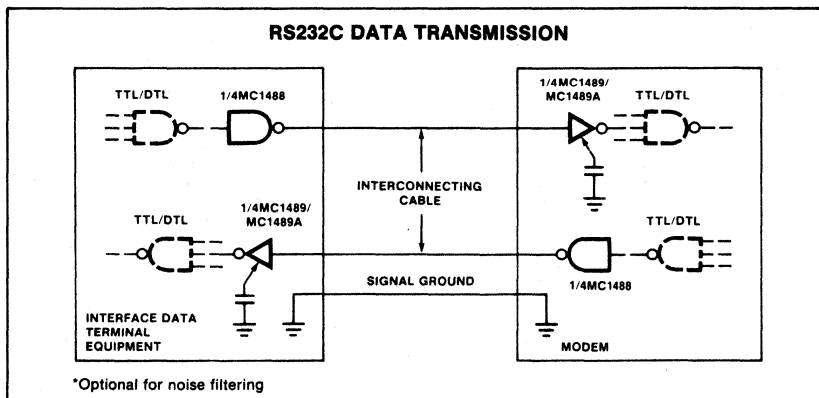 RS232C DATA TRANSMISSION
TTL/DTL
1/4MC1488
1/4MC1489/
MC1489A
TTL/DTL
INTERCONNECTING
CABLE
TTL/DTL
1/4MC1489/
MC1489A
TTL/DTL
SIGNAL GROUND
1/4MC1488
INTERFACE DATA
TERMINAL
EQUIPMENT
MODEM
*Optional for noise filtering